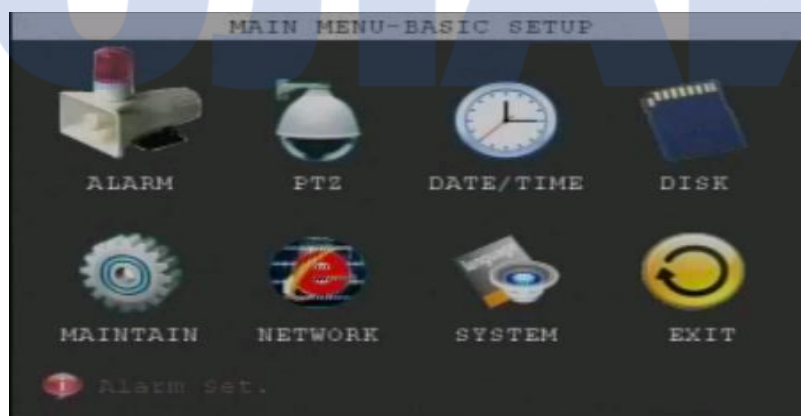 MAIN MENU-BASIC SETUP
ALARM PTZ DATE/TIME DISK
MAINTAIN NETWORK SYSTEM EXIT
Alarm Set.